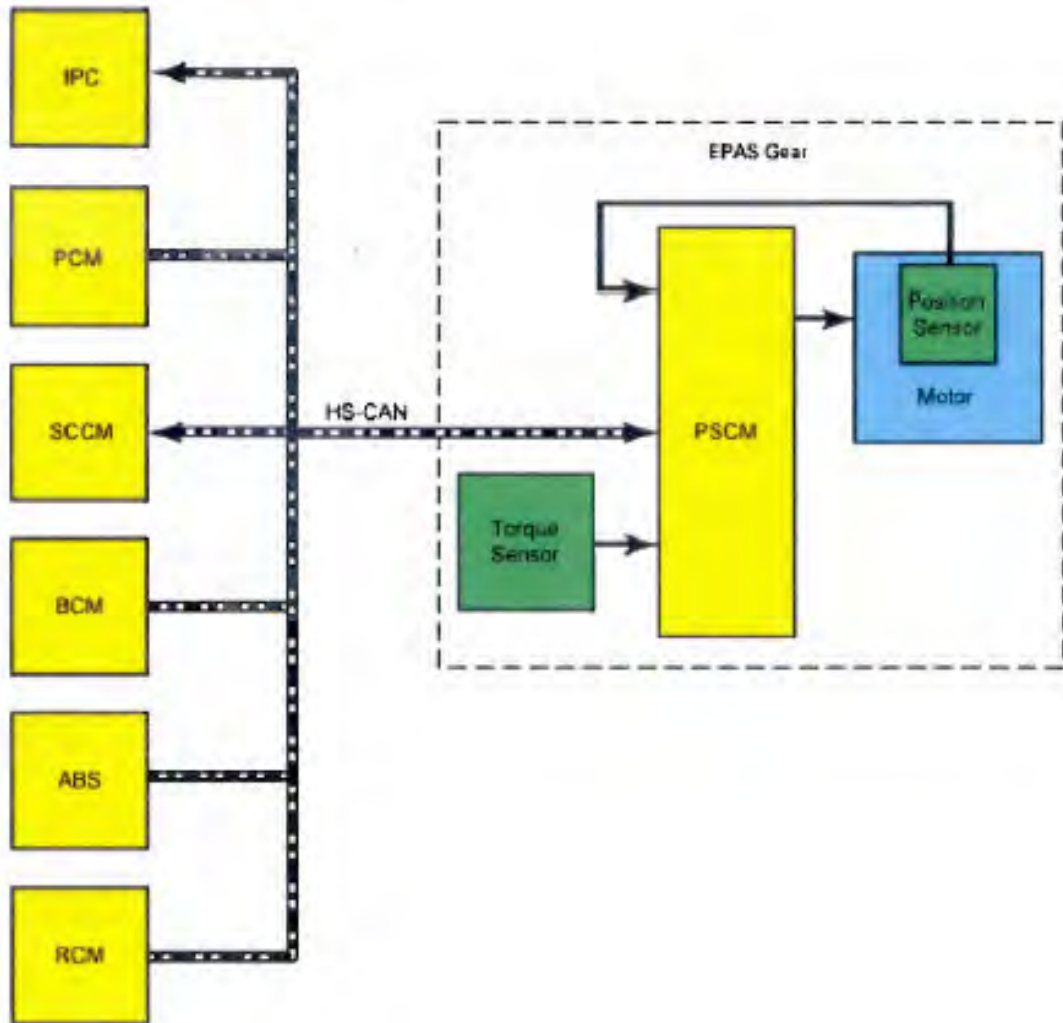 IPC
PCM
SCCM
BCM
ABS
RCM
HS-CAN
EPAS Gear
Torque
Sensor
PSCM
Position
Sensor
Motor